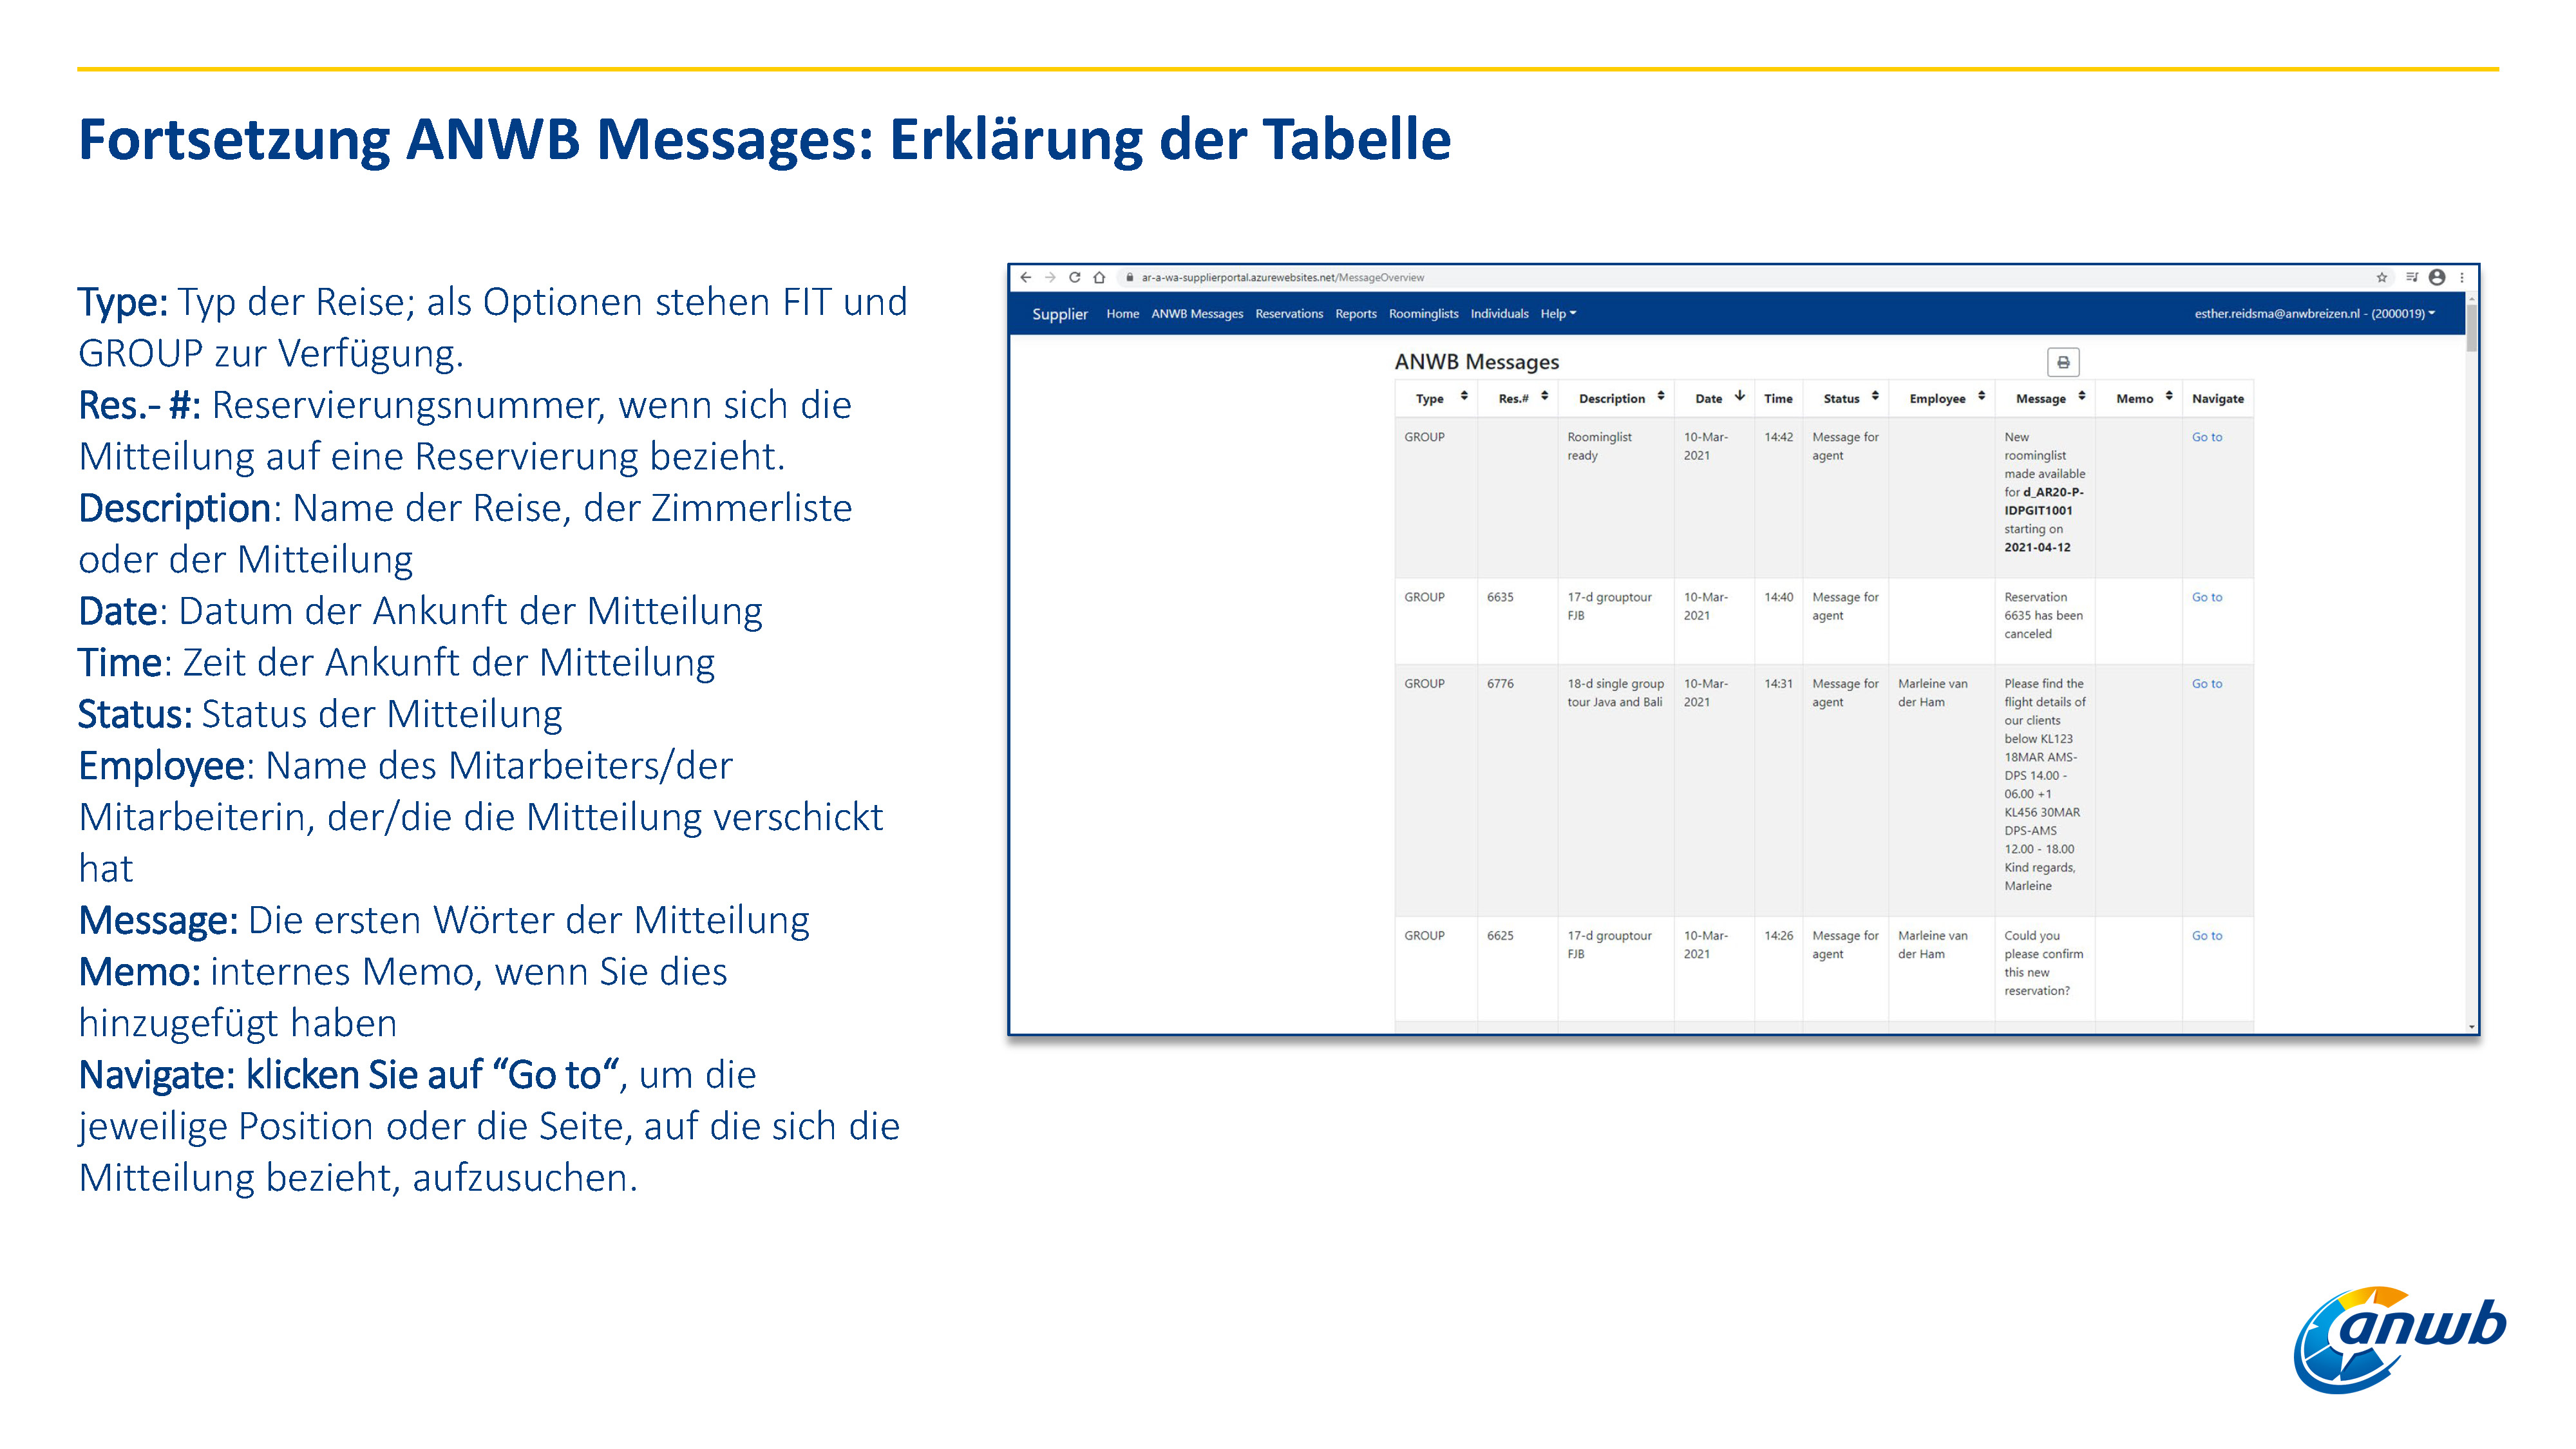 Fortsetzung ANWB Messages: Erklärung der Tabelle
Type: Typ der Reise; als Optionen stehen FIT und
GROUP zur Verfügung.
Res.- #: Reservierungsnummer, wenn sich die
Mitteilung auf eine Reservierung bezieht.
Description: Name der Reise, der Zimmerliste
oder der Mitteilung
Date: Datum der Ankunft der Mitteilung
Time: Zeit der Ankunft der Mitteilung
Status: Status der Mitteilung
Employee: Name des Mitarbeiters/der
Mitarbeiterin, der/die die Mitteilung verschickt
hat
Message: Die ersten Wörter der Mitteilung
Memo: internes Memo, wenn Sie dies
hinzugefügt haben
Navigate: klicken Sie auf “Go to“, um die
jeweilige Position oder die Seite, auf die sich die
Mitteilung bezieht, aufzusuchen.
ar-a-wa-supplierportal.azurewebsites.net/MessageOverview
Supplier Home ANWB Messages Reservations Reports Roominglists Individuals Help esther.reidsma@anwbreizen.nl - (2000019)
ANWB Messages
Type Res.# Description Date Time Status Employee Message Memo Navigate
GROUP Roominglist 10-Mar- 14:42 Message for New Go to
ready 2021 agent roominglist
made available
for d_AR20-P-
IDPGIT1001
starting on
2021-04-12
GROUP 6635 17-d grouptour 10-Mar- 14:40 Message for Reservation Go to
FJB 2021 agent 6635 has been
canceled
GROUP 6776 18-d single group 10-Mar- 14:31 Message for Marleine van Please find the Go to
tour Java and Bali 2021 agent der Ham flight details of
our clients
below KL123
18MAR AMS-
DPS 14.00 -
06.00 +1
KL456 30MAR
DPS-AMS
12.00 - 18.00
Kind regards,
Marleine
GROUP 6625 17-d grouptour 10-Mar- 14:26 Message for Marleine van Could you Go to
FJB 2021 agent der Ham please confirm
this new
reservation?
anwb